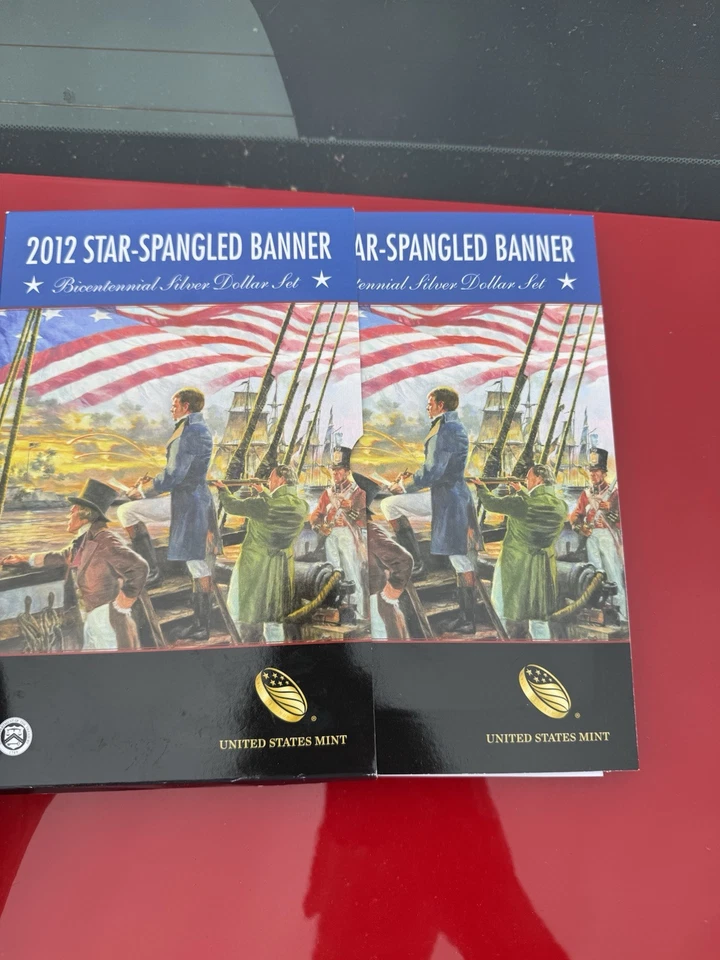 2012 STAR-SPANGLED BANNER
Bicentennial Silver Dollar Set
UNITED STATES MINT
AR-SPANGLED BANNER
tennial Silver Dollar Set
UNITED STATES MINT